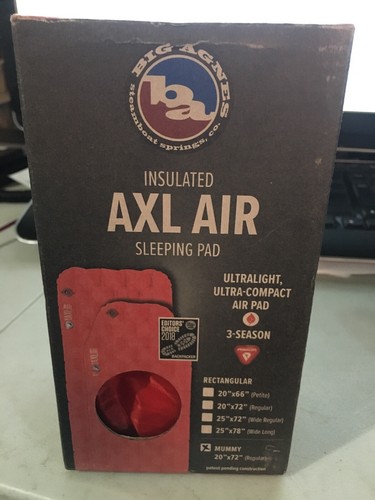 BIG AGNES
ba
steamboat springs, co.
INSULATED
AXL AIR
SLEEPING PAD
ULTRALIGHT,
ULTRA-COMPACT
AIR PAD
3-SEASON
EDITORS'
CHOICE
2018
BACKPACKER
RECTANGULAR
20"x66" (Petite)
20"x72" (Regular)
25"x72" (Wide Regular)
25"x78" (Wide Long)
X MUMMY
20"x72" (Regular)
patent pending construction